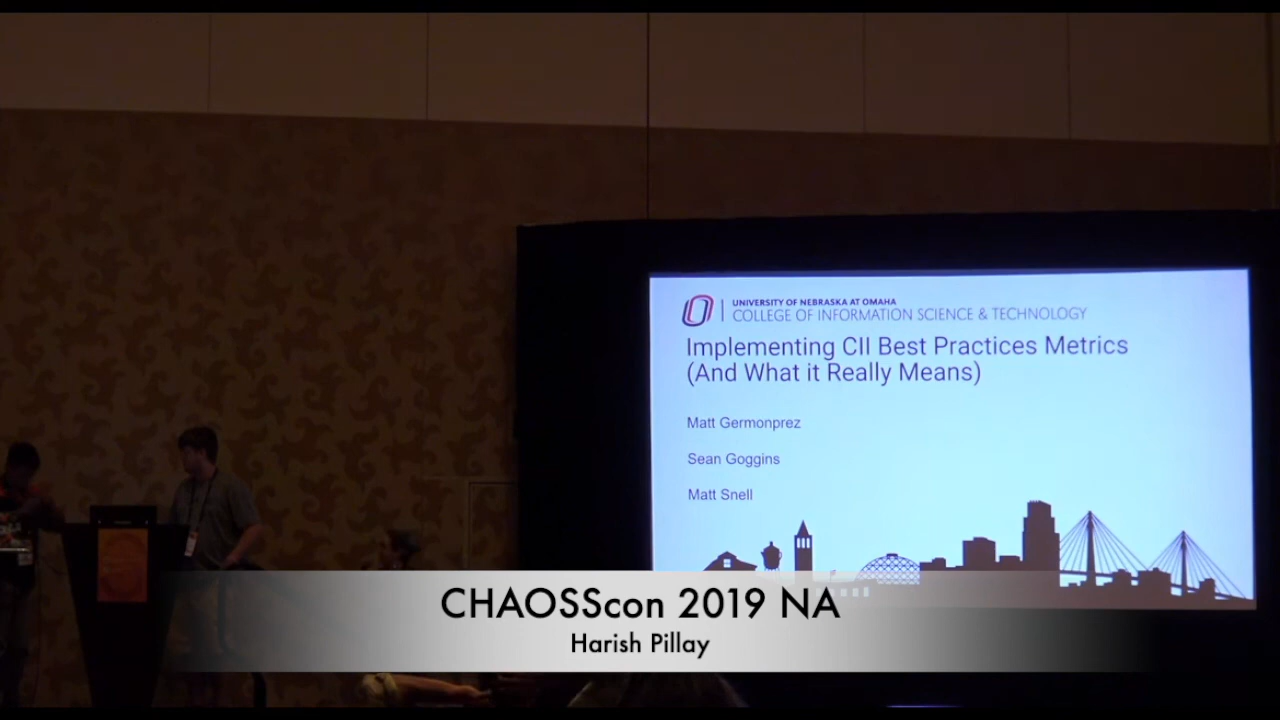 UNIVERSITY OF NEBRASKA AT OMAHA
COLLEGE OF INFORMATION SCIENCE & TECHNOLOGY
Implementing CII Best Practices Metrics
(And What it Really Means)
Matt Germonprez
Sean Goggins
Matt Snell
CHAOSScon 2019 NA
Harish Pillay